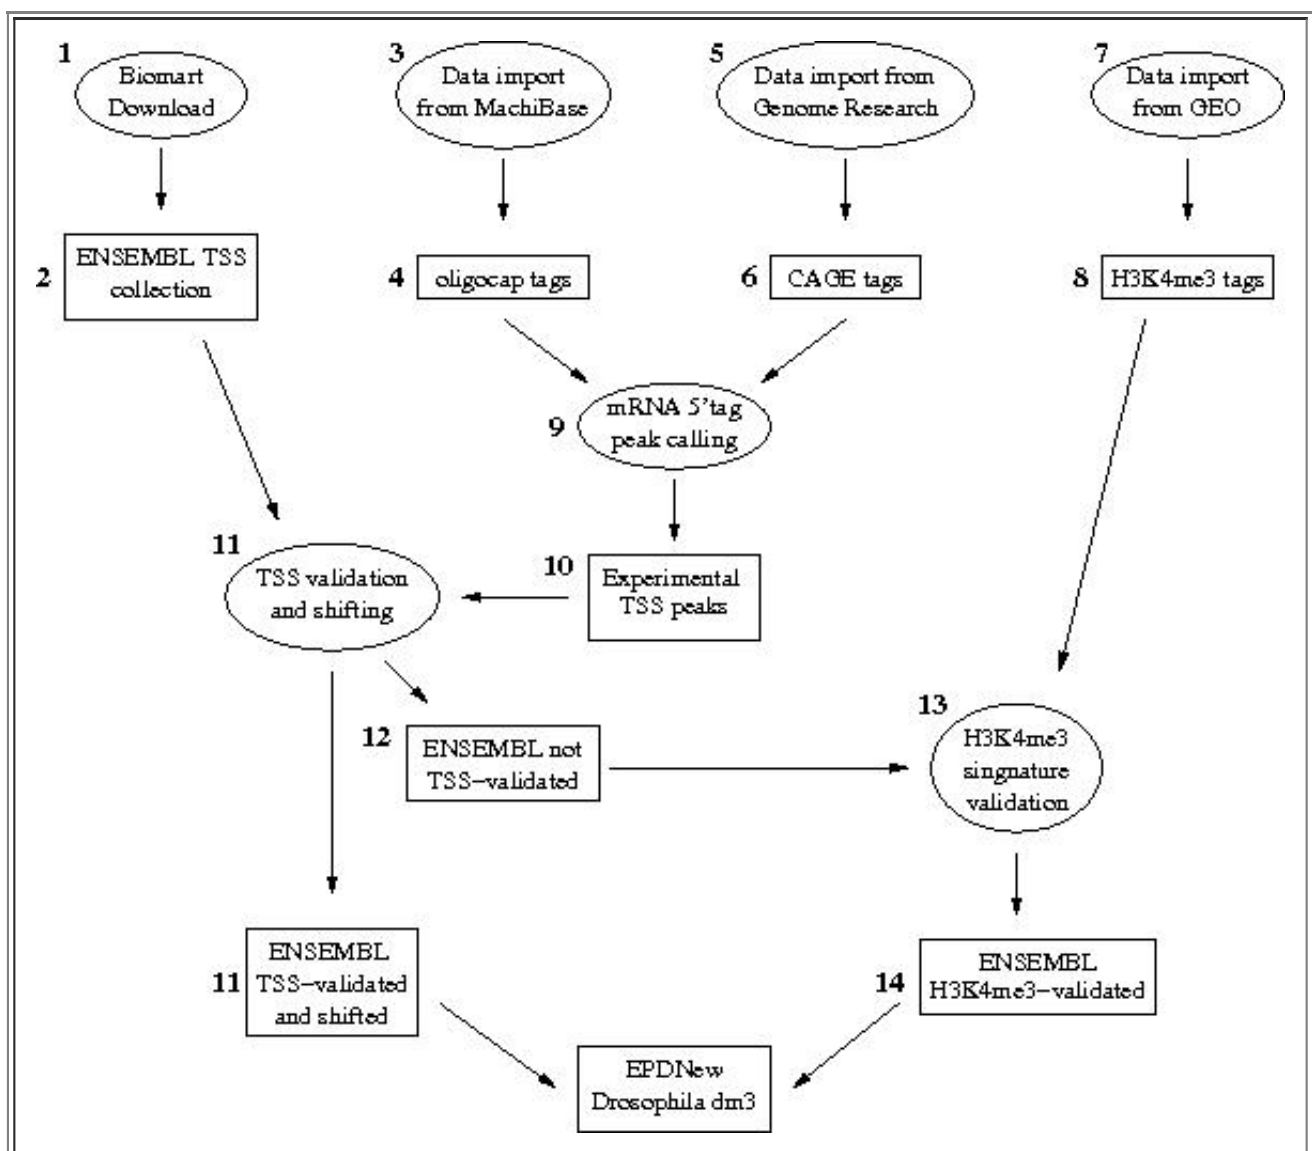 1
Biomart
Download
3
Data import
from MachiBase
5
Data import from
Genome Research
7
Data import
from GEO
2
ENSEMBL TSS
collection
4
oligocap tags
6
CAGE tags
8
H3K4me3 tags
9
mRNA 5'tag
peak calling
11
TSS validation
and shifting
10
Experimental
TSS peaks
12
ENSEMBL not
TSS-validated
13
H3K4me3
singnature
validation
11
ENSEMBL
TSS-validated
and shifted
14
ENSEMBL
H3K4me3-validated
EPDNew
Drosophila dm3